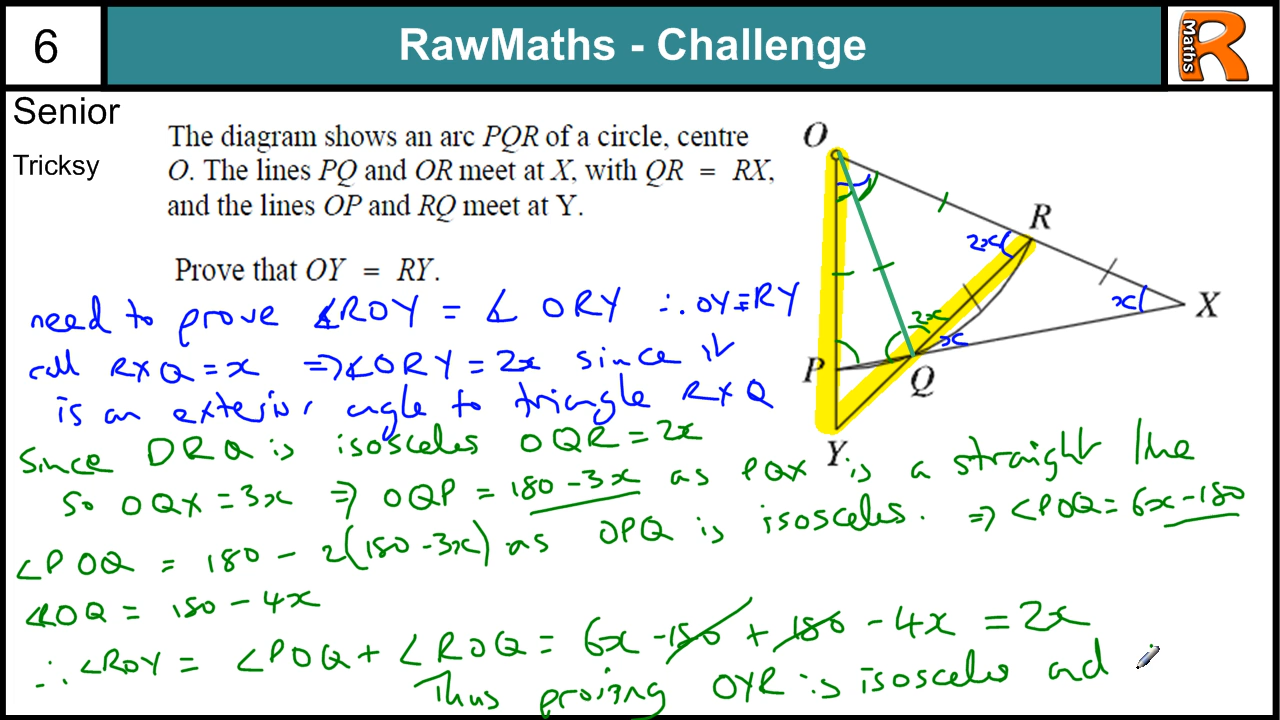 6
RawMaths - Challenge
Maths
R
Senior
Tricksy
The diagram shows an arc PQR of a circle, centre
O. The lines PQ and OR meet at X, with QR = RX,
and the lines OP and RQ meet at Y.
Prove that OY = RY.
O
R
2x
x
X
2x
x
P
Q
Y
need to prove ∡ROY = ∡ ORY ∴ OY=RY
call RXQ = x ⇒ ∡ORY = 2x since it
is an exterior angle to triangle RXQ
Since ORQ is isosceles OQR = 2x
So OQX = 3x ⇒ OQP = 180 - 3x as PQX is a straight line
∠POQ = 180 - 2(180 - 3x) as OPQ is isosceles. ⇒ ∠POQ = 6x - 180
∡ROQ = 180 - 4x
∴ ∠ROY = ∠POQ + ∠ROQ = 6x - 180 + 180 - 4x = 2x
Thus proving OYR is isosceles and